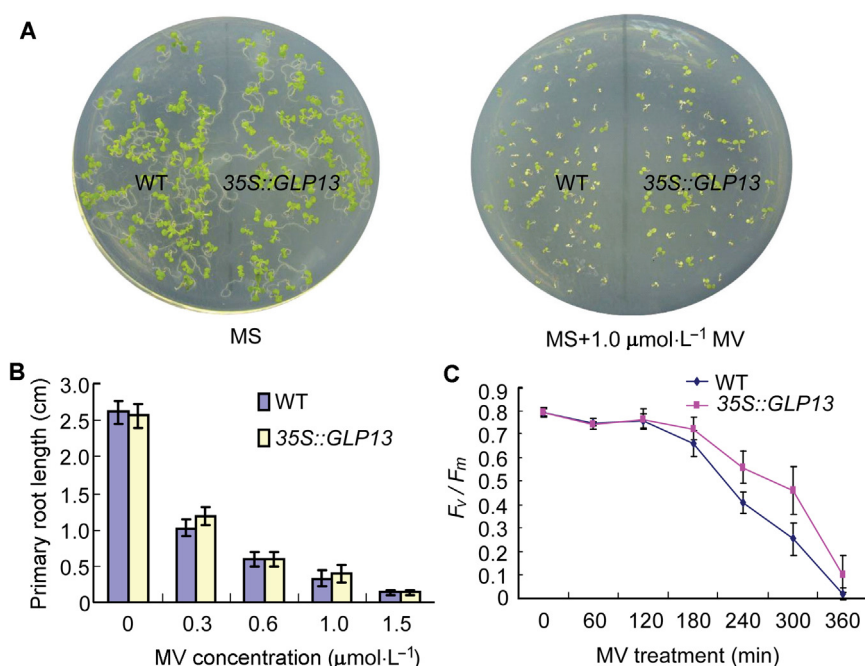 A
WT
35S::GLP13
WT
35S::GLP13
MS
MS+1.0 μmol·L⁻¹ MV
B
Primary root length (cm)
3.0
2.5
2.0
1.5
1.0
0.5
0
WT
35S::GLP13
0 0.3 0.6 1.0 1.5
MV concentration (μmol·L⁻¹)
C
Fv / Fm
0.9
0.8
0.7
0.6
0.5
0.4
0.3
0.2
0.1
0
WT
35S::GLP13
0 60 120 180 240 300 360
MV treatment (min)